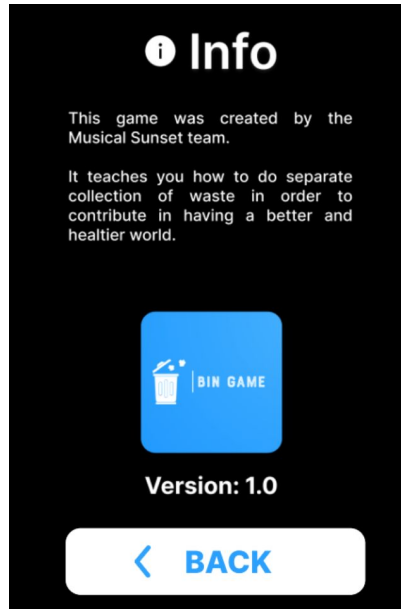 Info
This game was created by the
Musical Sunset team.
It teaches you how to do separate
collection of waste in order to
contribute in having a better and
healtier world.
BIN GAME
Version: 1.0
BACK